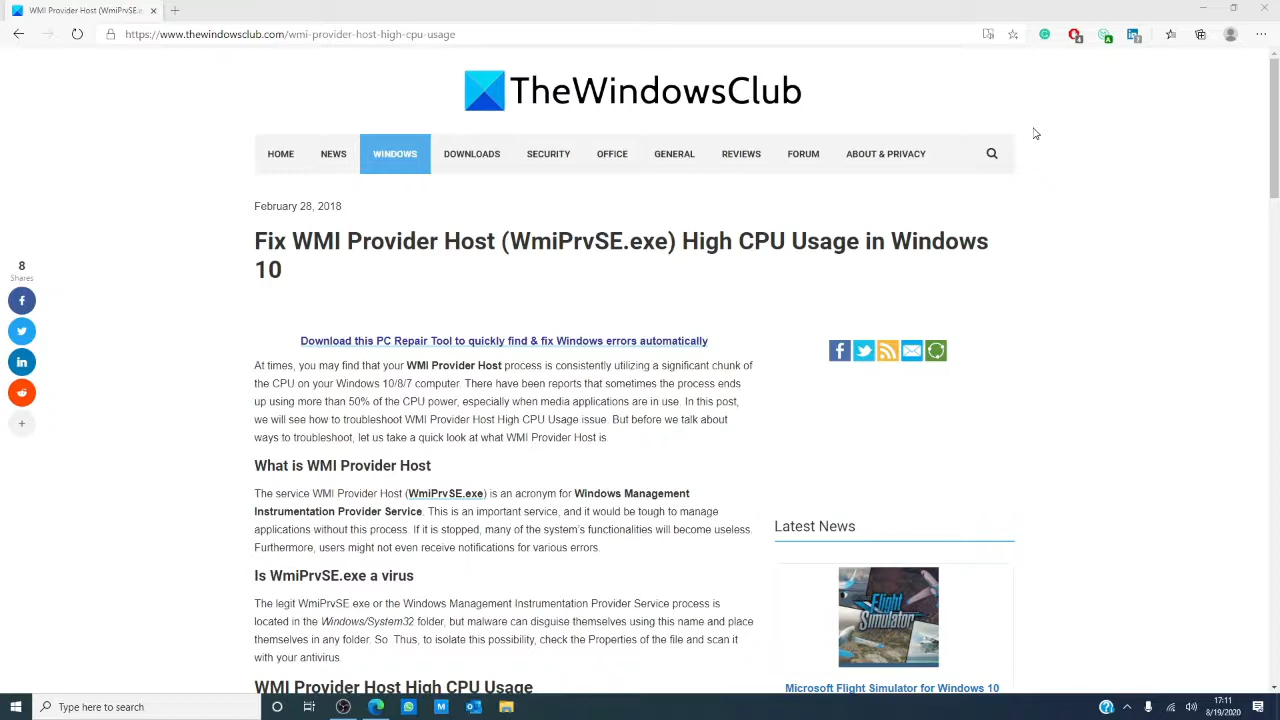 WMI Provider Host (WmiPrvSE.exe)
https://www.thewindowsclub.com/wmi-provider-host-high-cpu-usage
TheWindowsClub
HOME NEWS WINDOWS DOWNLOADS SECURITY OFFICE GENERAL REVIEWS FORUM ABOUT & PRIVACY
February 28, 2018
Fix WMI Provider Host (WmiPrvSE.exe) High CPU Usage in Windows
10
8
Shares
Download this PC Repair Tool to quickly find & fix Windows errors automatically
At times, you may find that your WMI Provider Host process is consistently utilizing a significant chunk of
the CPU on your Windows 10/8/7 computer. There have been reports that sometimes the process ends
up using more than 50% of the CPU power, especially when media applications are in use. In this post,
we will see how to troubleshoot WMI Provider Host High CPU Usage issue. But before we talk about
ways to troubleshoot, let us take a quick look at what WMI Provider Host is.
What is WMI Provider Host
The service WMI Provider Host (WmiPrvSE.exe) is an acronym for Windows Management
Instrumentation Provider Service. This is an important service, and it would be tough to manage
applications without this process. If it is stopped, many of the system's functionalities will become useless.
Furthermore, users might not even receive notifications for various errors.
Is WmiPrvSE.exe a virus
The legit WmiPrvSE exe or the Windows Management Instrumentation Provider Service process is
located in the Windows/System32 folder, but malware can disguise themselves using this name and place
themselves in any folder. So Thus, to isolate this possibility, check the Properties of the file and scan it
with your antivirus.
WMI Provider Host High CPU Usage
Latest News
Flight
Simulator
Microsoft Flight Simulator for Windows 10
Type here to search
17:11
8/19/2020